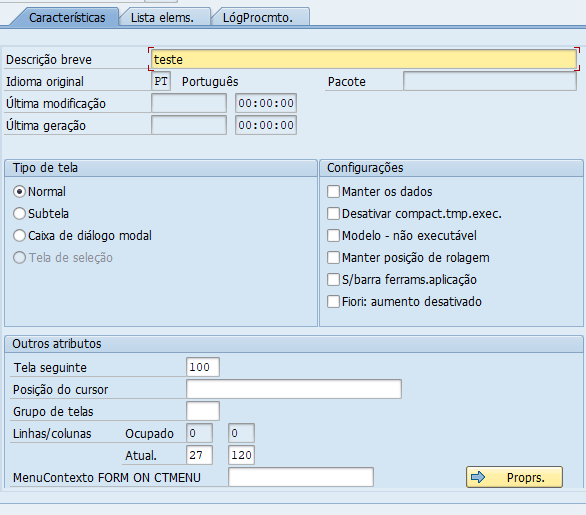 Características Lista elems. LógProcmto.
Descrição breve teste
Idioma original PT Português Pacote
Última modificação 00:00:00
Última geração 00:00:00
Tipo de tela Configurações
Normal Manter os dados
Subtela Desativar compact.tmp.exec.
Caixa de diálogo modal Modelo - não executável
Tela de seleção Manter posição de rolagem
S/barra ferrams.aplicação
Fiori: aumento desativado
Outros atributos
Tela seguinte 100
Posição do cursor
Grupo de telas
Linhas/colunas Ocupado 0 0
Atual. 27 120
MenuContexto FORM ON CTMENU Proprs.